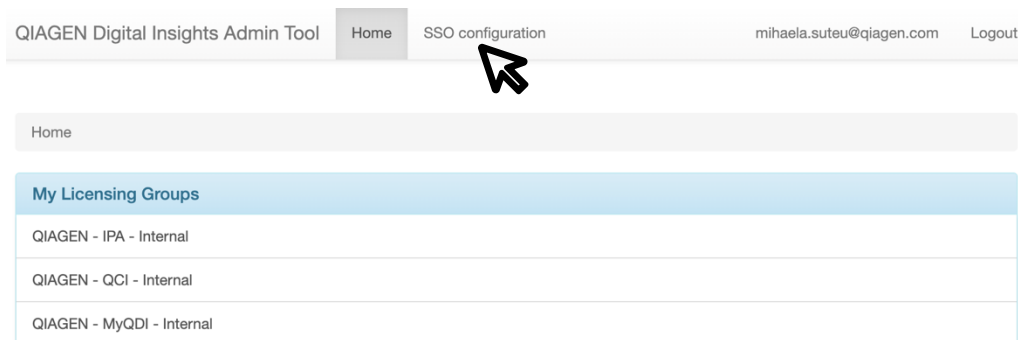 QIAGEN Digital Insights Admin Tool Home SSO configuration mihaela.suteu@qiagen.com Logout
Home
My Licensing Groups
QIAGEN - IPA - Internal
QIAGEN - QCI - Internal
QIAGEN - MyQDI - Internal